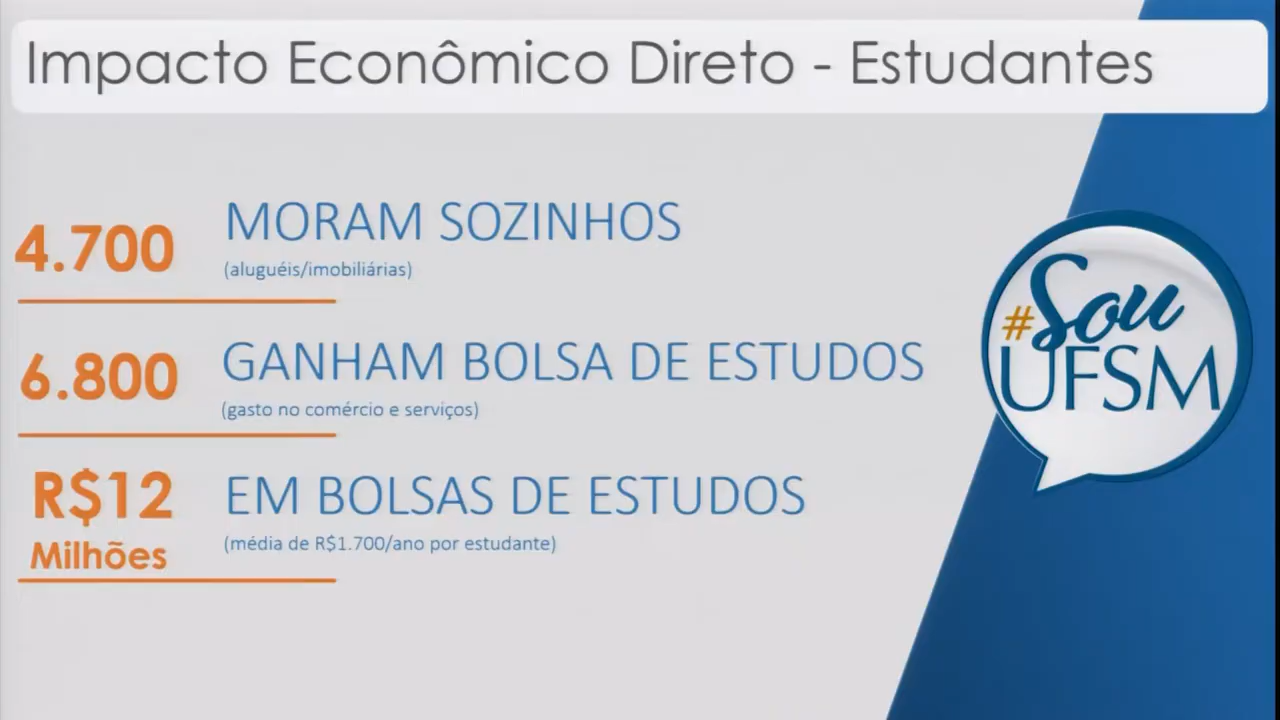 Impacto Econômico Direto - Estudantes
4.700
MORAM SOZINHOS
(aluguéis/imobiliárias)
6.800
GANHAM BOLSA DE ESTUDOS
(gasto no comércio e serviços)
R$12
Milhões
EM BOLSAS DE ESTUDOS
(média de R$1.700/ano por estudante)
#Sou
UFSM